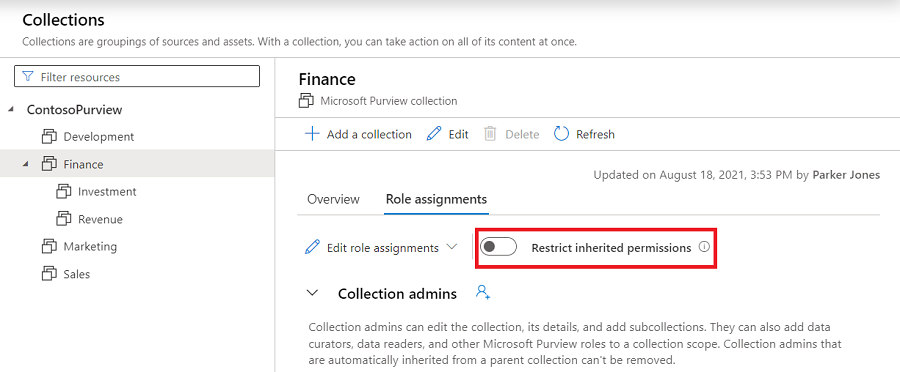 Collections
Collections are groupings of sources and assets. With a collection, you can take action on all of its content at once.
Filter resources
ContosoPurview
Development
Finance
Investment
Revenue
Marketing
Sales
Finance
Microsoft Purview collection
Add a collection Edit Delete Refresh
Updated on August 18, 2021, 3:53 PM by Parker Jones
Overview Role assignments
Edit role assignments Restrict inherited permissions
Collection admins
Collection admins can edit the collection, its details, and add subcollections. They can also add data
curators, data readers, and other Microsoft Purview roles to a collection scope. Collection admins that
are automatically inherited from a parent collection can't be removed.